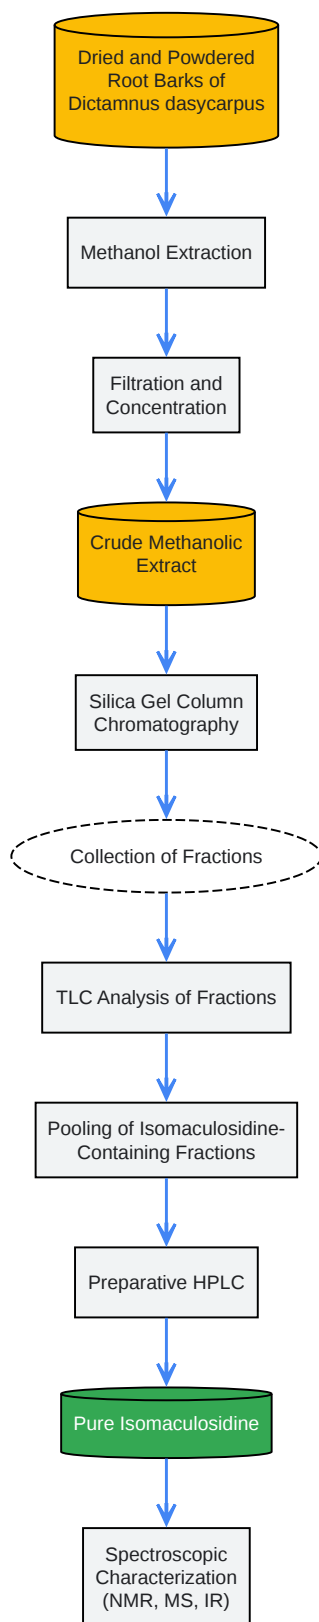 Dried and Powdered
Root Barks of
Dictamnus dasycarpus
Methanol Extraction
Filtration and
Concentration
Crude Methanolic
Extract
Silica Gel Column
Chromatography
Collection of Fractions
TLC Analysis of Fractions
Pooling of Isomaculosidine-
Containing Fractions
Preparative HPLC
Pure Isomaculosidine
Spectroscopic
Characterization
(NMR, MS, IR)